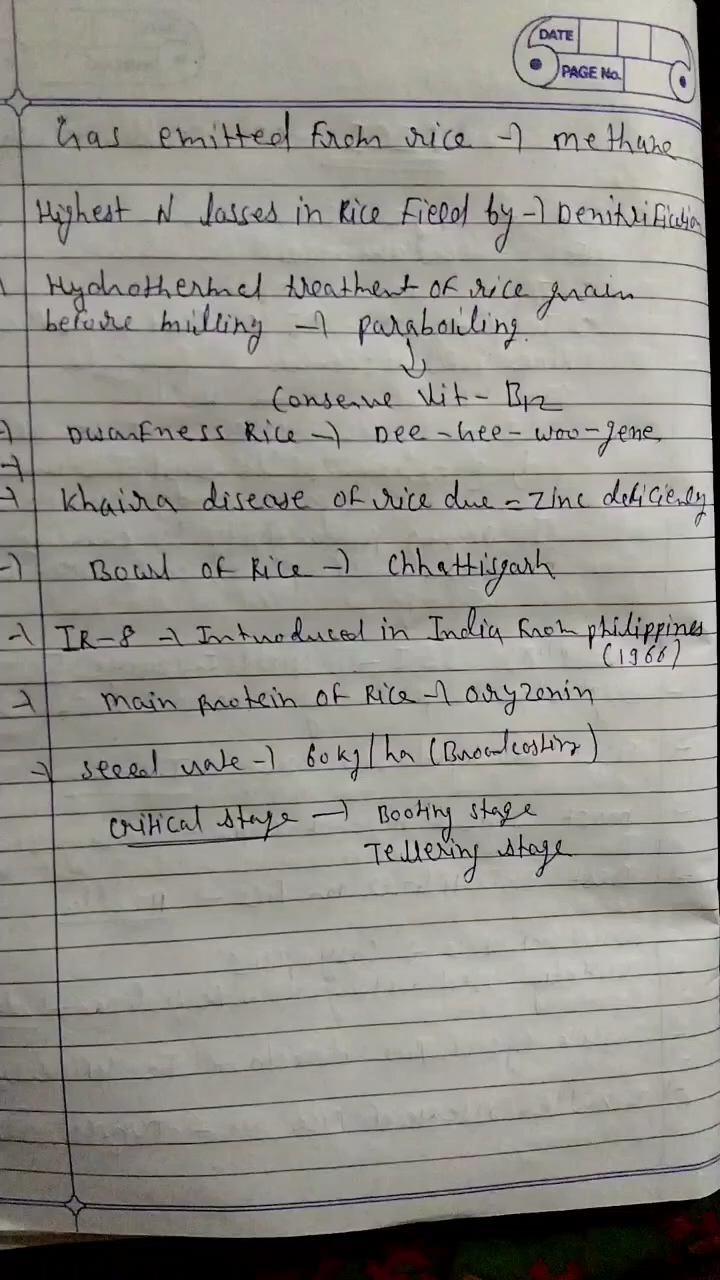 DATE
PAGE No.
Gas emitted from rice → methane
Highest N losses in Rice Field by → Denitrifiction
Hydrothermal treatment of rice grain
before milling → paraboiling.
↓
Conserve Vit - B12
→ Dwarfness Rice → Dee - gee - woo - gene
→
→ Khaira disease of rice due = Zinc deficiency
→ Bowl of Rice → Chhattisgarh
→ IR-8 → Introduced in India from philippines
(1966)
→ main protein of Rice → oryzenin
→ seeed rate → 60 kg/ha (Broadcasting)
critical stage → Booting stage
Tellering stage